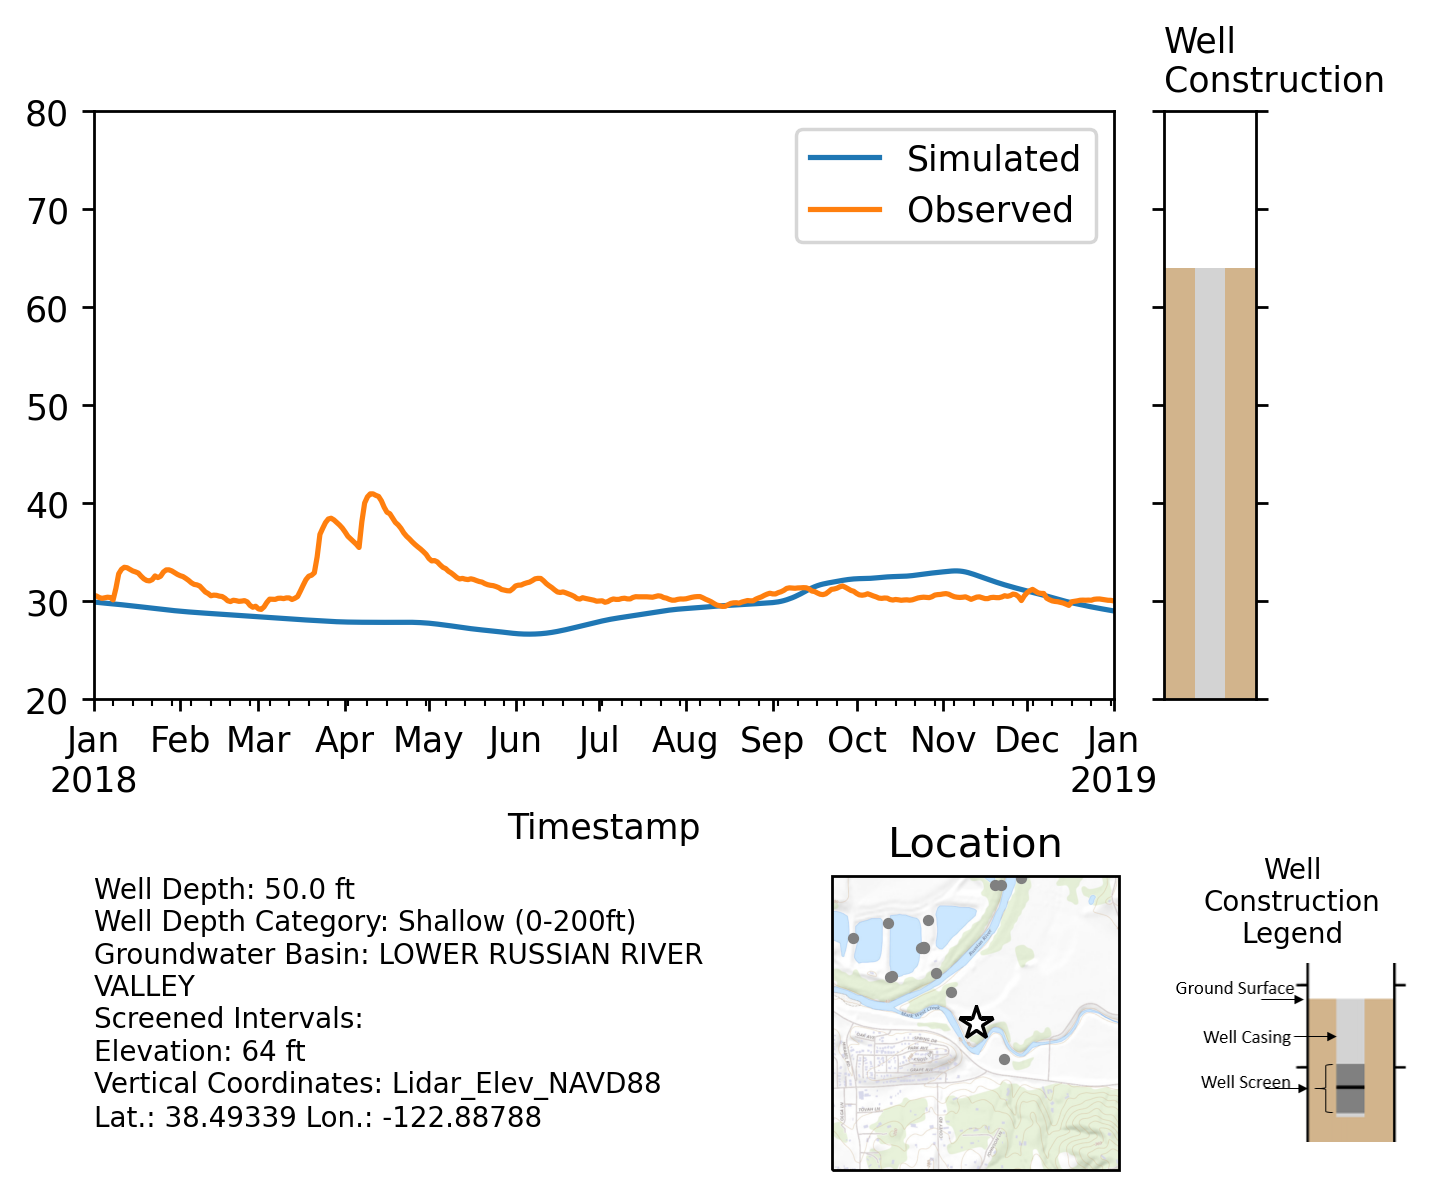 Well
Construction
80
70
60
50
40
30
20
Simulated
Observed
Jan Feb Mar Apr May Jun Jul Aug Sep Oct Nov Dec Jan
2018 2019
Timestamp
Well Depth: 50.0 ft
Well Depth Category: Shallow (0-200ft)
Groundwater Basin: LOWER RUSSIAN RIVER
VALLEY
Screened Intervals:
Elevation: 64 ft
Vertical Coordinates: Lidar_Elev_NAVD88
Lat.: 38.49339 Lon.: -122.88788
Location
Well
Construction
Legend
Ground Surface
Well Casing
Well Screen